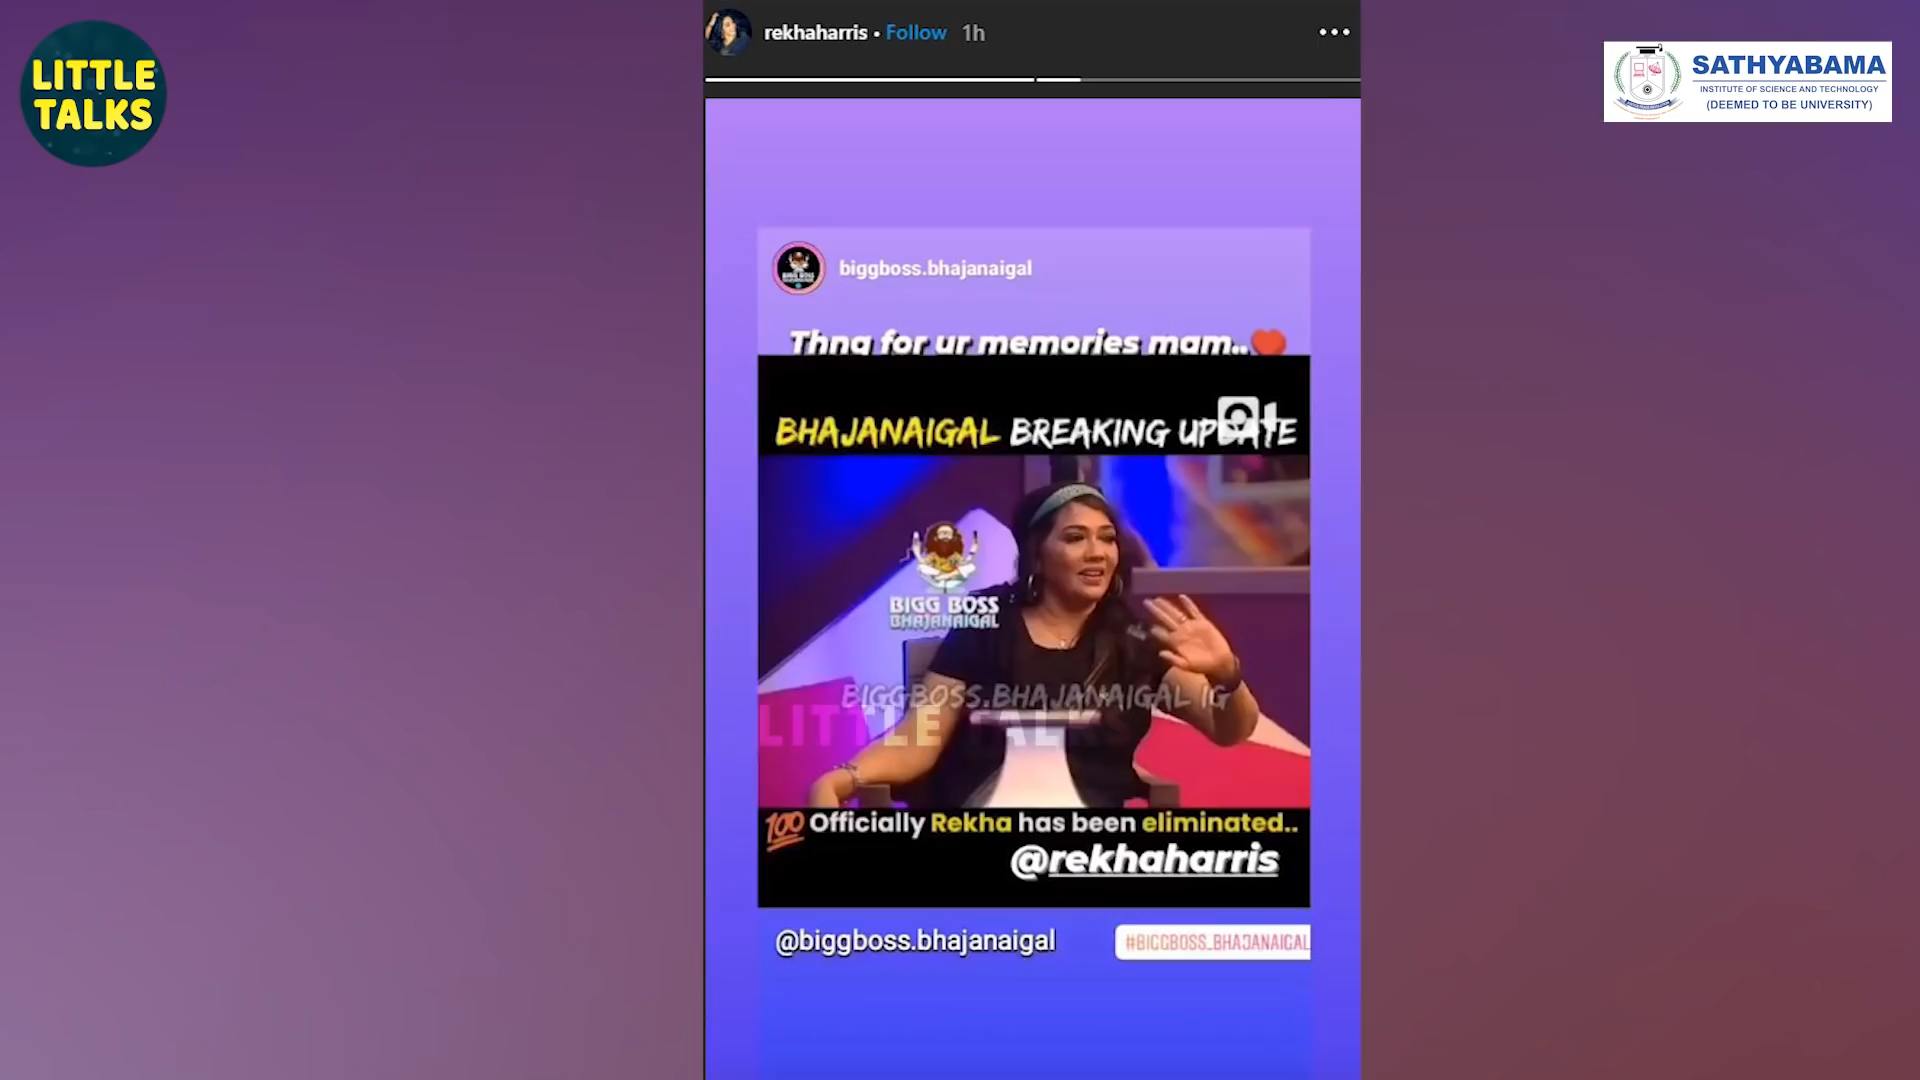 LITTLE
TALKS
rekhaharris • Follow 1h
SATHYABAMA
INSTITUTE OF SCIENCE AND TECHNOLOGY
(DEEMED TO BE UNIVERSITY)
biggboss.bhajanaigal
Thnq for ur memories mam..
BHAJANAIGAL BREAKING UPDATE
BIGG BOSS
BHAJANAIGAL
BIGGBOSS.BHAJANAIGAL IG
LITTLE TALKS
100 Officially Rekha has been eliminated..
@rekhaharris
@biggboss.bhajanaigal
#BIGGBOSS_BHAJANAIGAL